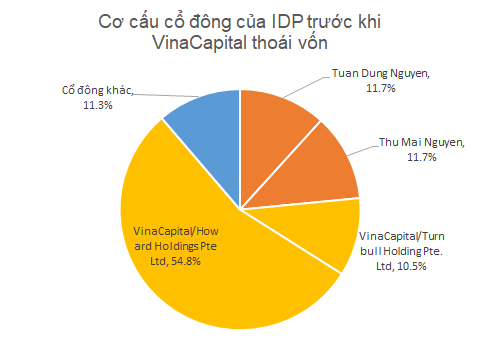 Cơ cấu cổ đông của IDP trước khi
VinaCapital thoái vốn
Tuan Dung Nguyen,
11.7%
Thu Mai Nguyen,
11.7%
VinaCapital/Turn
bull Holding Pte.
Ltd, 10.5%
VinaCapital/How
ard Holdings Pte
Ltd, 54.8%
Cổ đông khác,
11.3%